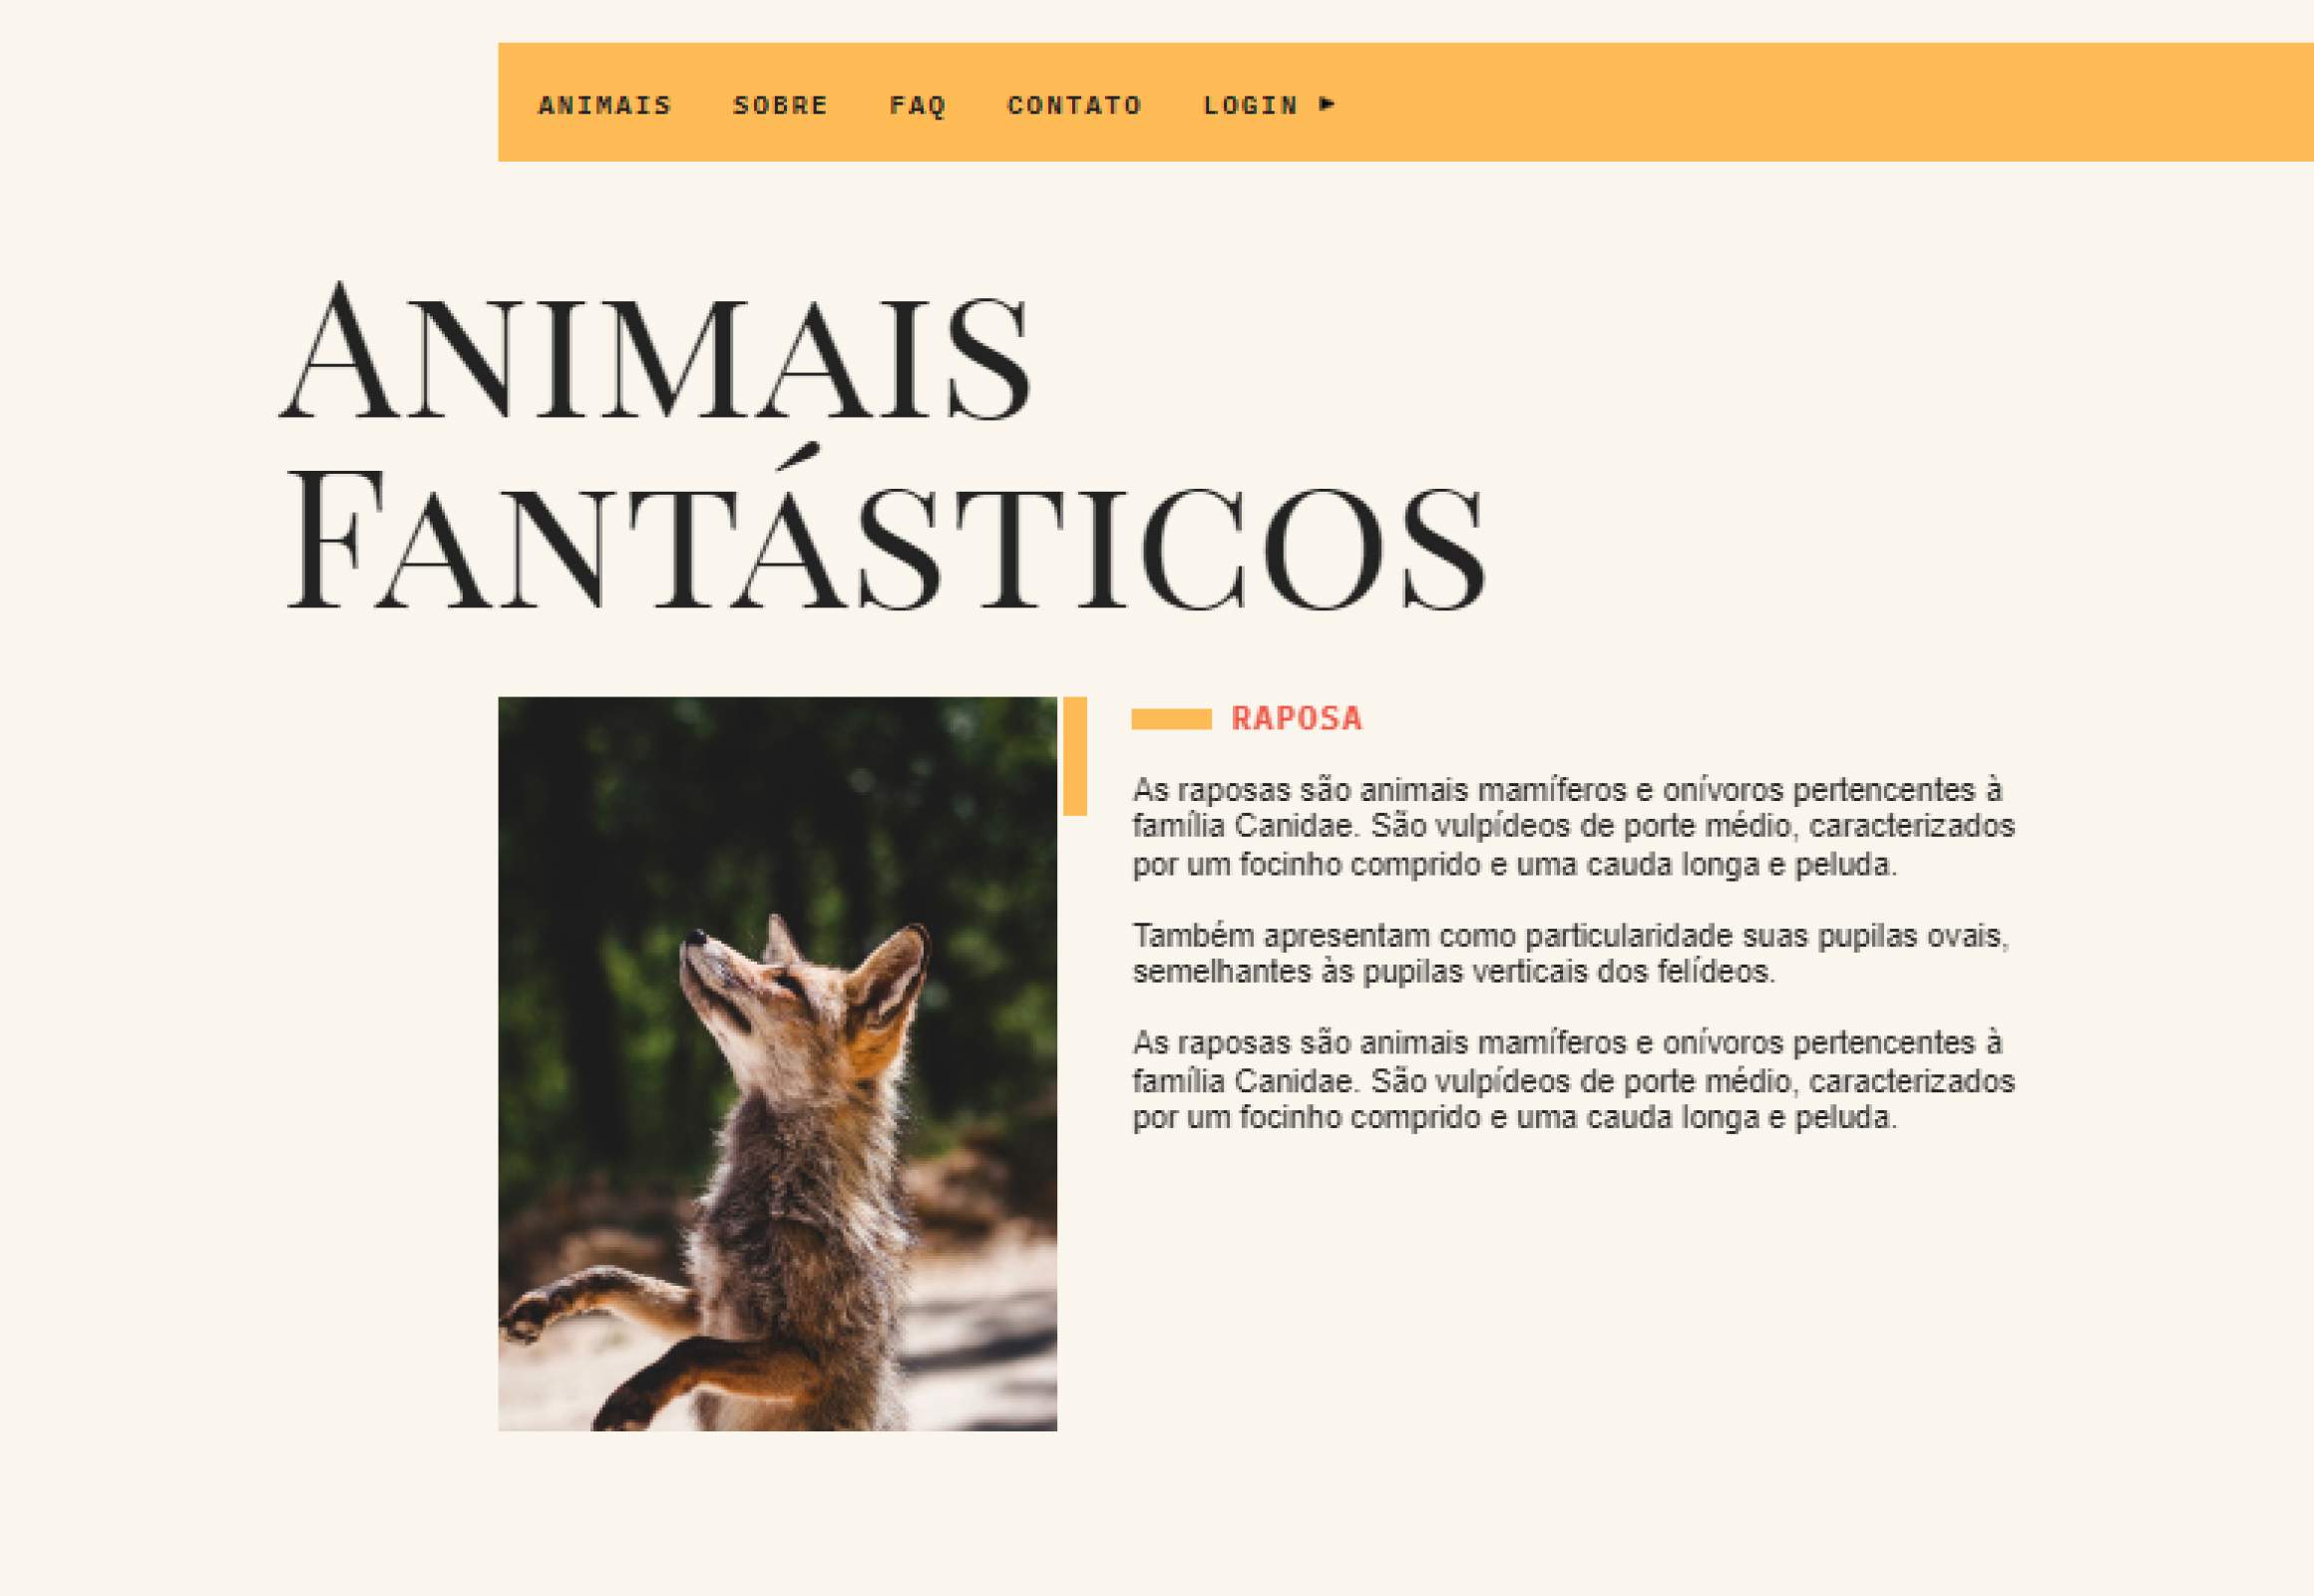 ANIMAIS SOBRE FAQ CONTATO LOGIN ►
ANIMAIS
FANTÁSTICOS
RAPOSA
As raposas são animais mamíferos e onívoros pertencentes à
família Canidae. São vulpídeos de porte médio, caracterizados
por um focinho comprido e uma cauda longa e peluda.
Também apresentam como particularidade suas pupilas ovais,
semelhantes às pupilas verticais dos felídeos.
As raposas são animais mamíferos e onívoros pertencentes à
família Canidae. São vulpídeos de porte médio, caracterizados
por um focinho comprido e uma cauda longa e peluda.